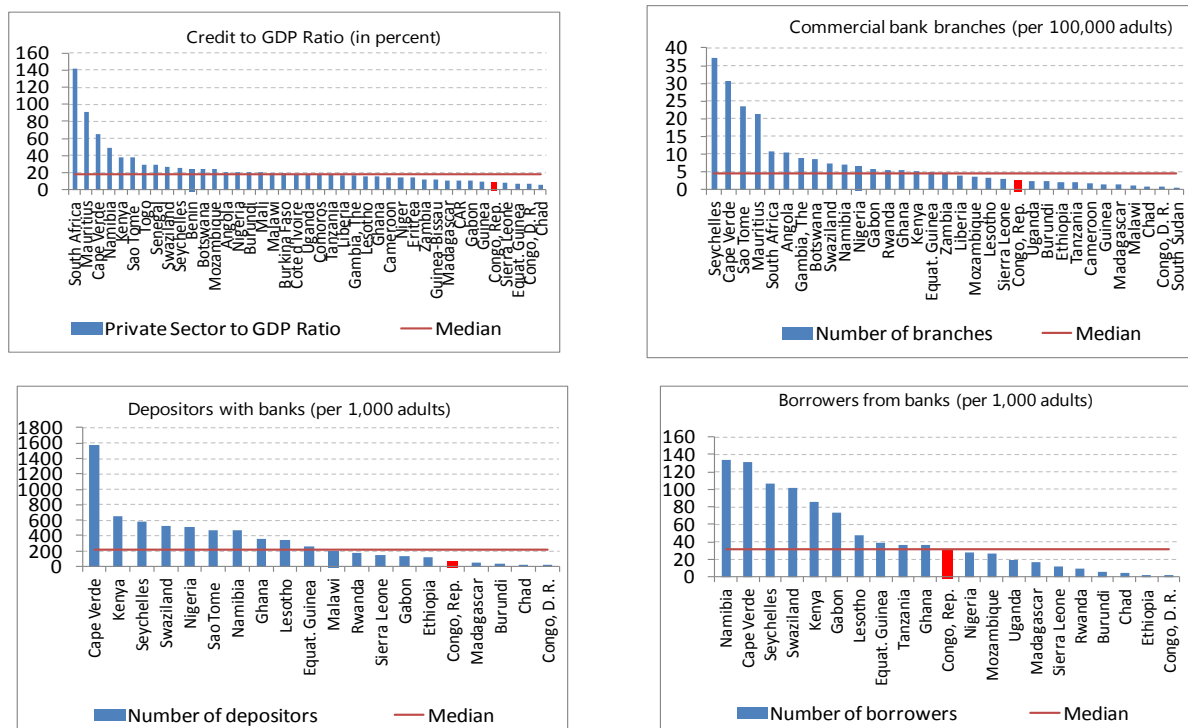 Credit to GDP Ratio (in percent)
160
140
120
100
80
60
40
20
0
South Africa
Mauritius
Cape Verde
Namibia
Kenya
Sao Tome
Togo
Senegal
Swaziland
Seychelles
Benin
Botswana
Mozambique
Angola
Nigeria
Uganda
Burundi
Mali
Malawi
Burkina Faso
Cote d'Ivore
Comoros
Tanzania
Liberia
Gambia, The
Lesotho
Ghana
Cameroon
Niger
Eritrea
Zambia
Guinea-Bissau
Madagascar
CAR
Gabon
Guinea
Congo, Rep.
Sierra Leone
Equat. Guinea
Congo, D. R.
Chad
Private Sector to GDP Ratio
Median
Commercial bank branches (per 100,000 adults)
40
35
30
25
20
15
10
5
0
Seychelles
Cape Verde
Sao Tome
Mauritius
South Africa
Angola
Gambia, The
Botswana
Swaziland
Namibia
Nigeria
Gabon
Rwanda
Ghana
Kenya
Equat. Guinea
Zambia
Liberia
Mozambique
Lesotho
Sierra Leone
Congo, Rep.
Uganda
Burundi
Ethiopia
Tanzania
Cameroon
Guinea
Madagascar
Malawi
Chad
Congo, D. R.
South Sudan
Number of branches
Median
Depositors with banks (per 1,000 adults)
1800
1600
1400
1200
1000
800
600
400
200
0
Cape Verde
Kenya
Seychelles
Swaziland
Nigeria
Sao Tome
Namibia
Ghana
Lesotho
Equat. Guinea
Malawi
Rwanda
Sierra Leone
Gabon
Ethiopia
Congo, Rep.
Madagascar
Burundi
Chad
Congo, D. R.
Number of depositors
Median
Borrowers from banks (per 1,000 adults)
160
140
120
100
80
60
40
20
0
Namibia
Cape Verde
Seychelles
Swaziland
Kenya
Gabon
Lesotho
Equat. Guinea
Tanzania
Ghana
Congo, Rep.
Nigeria
Mozambique
Uganda
Madagascar
Sierra Leone
Rwanda
Burundi
Chad
Ethiopia
Congo, D. R.
Number of borrowers
Median